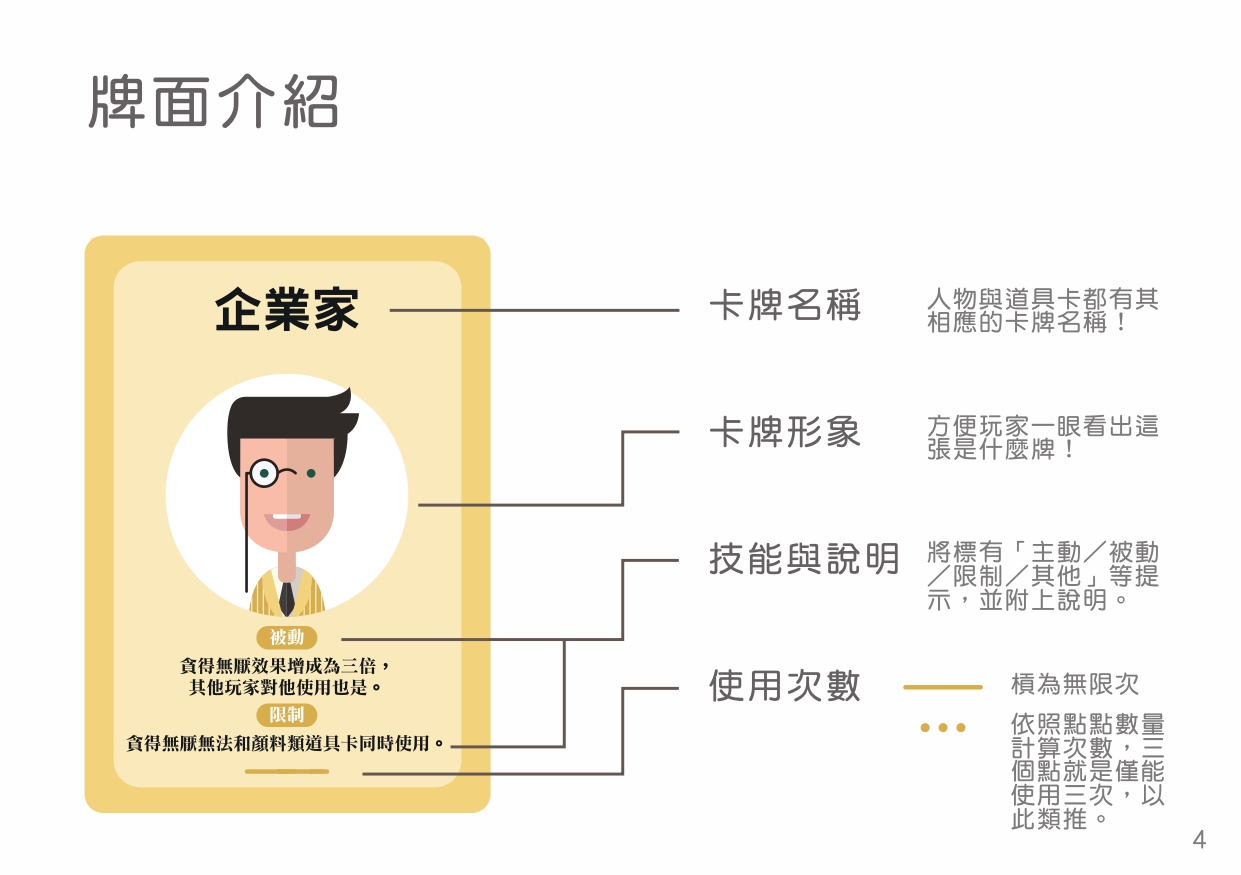 牌面介紹
企業家
被動
貪得無厭效果增成為三倍，
其他玩家對他使用也是。
限制
貪得無厭無法和顏料類道具卡同時使用。
卡牌名稱
人物與道具卡都有其
相應的卡牌名稱！
卡牌形象
方便玩家一眼看出這
張是什麼牌！
技能與說明
將標有「主動／被動
／限制／其他」等提
示，並附上說明。
使用次數
槓為無限次
依照點點數量
計算次數，三
個點就是僅能
使用三次，以
此類推。
4